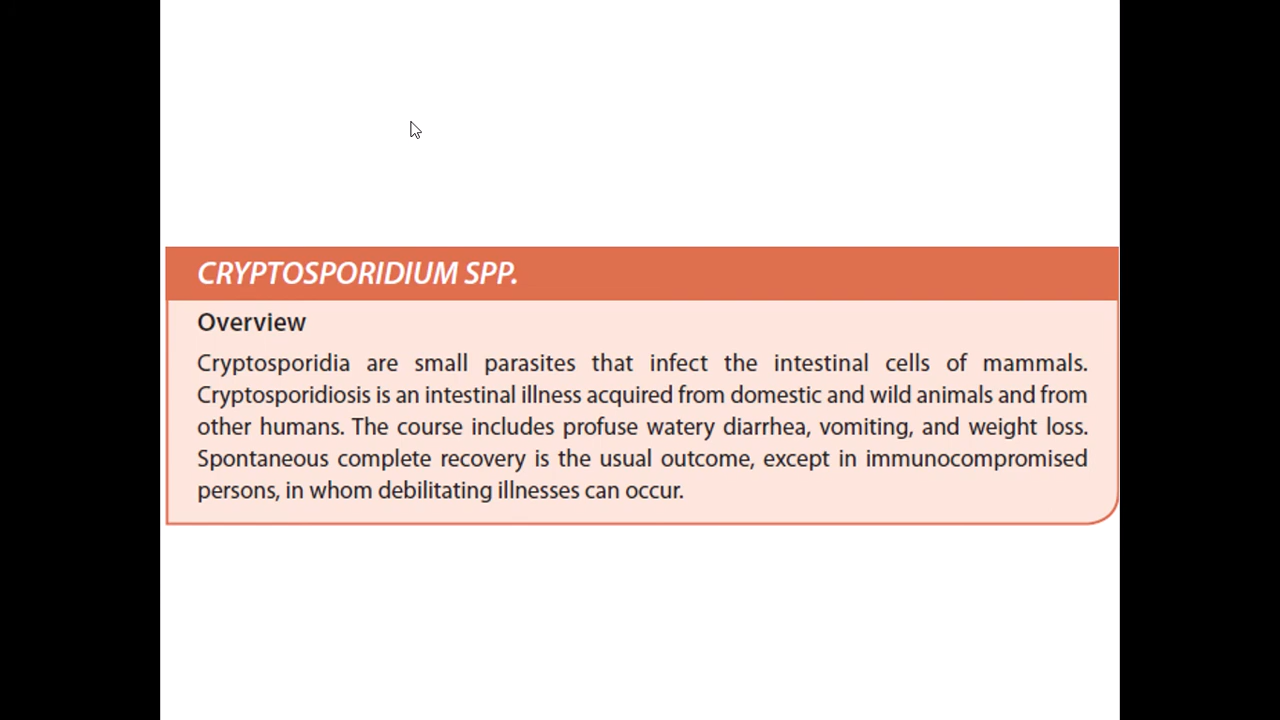 CRYPTOSPORIDIUM SPP.
Overview
Cryptosporidia are small parasites that infect the intestinal cells of mammals.
Cryptosporidiosis is an intestinal illness acquired from domestic and wild animals and from
other humans. The course includes profuse watery diarrhea, vomiting, and weight loss.
Spontaneous complete recovery is the usual outcome, except in immunocompromised
persons, in whom debilitating illnesses can occur.